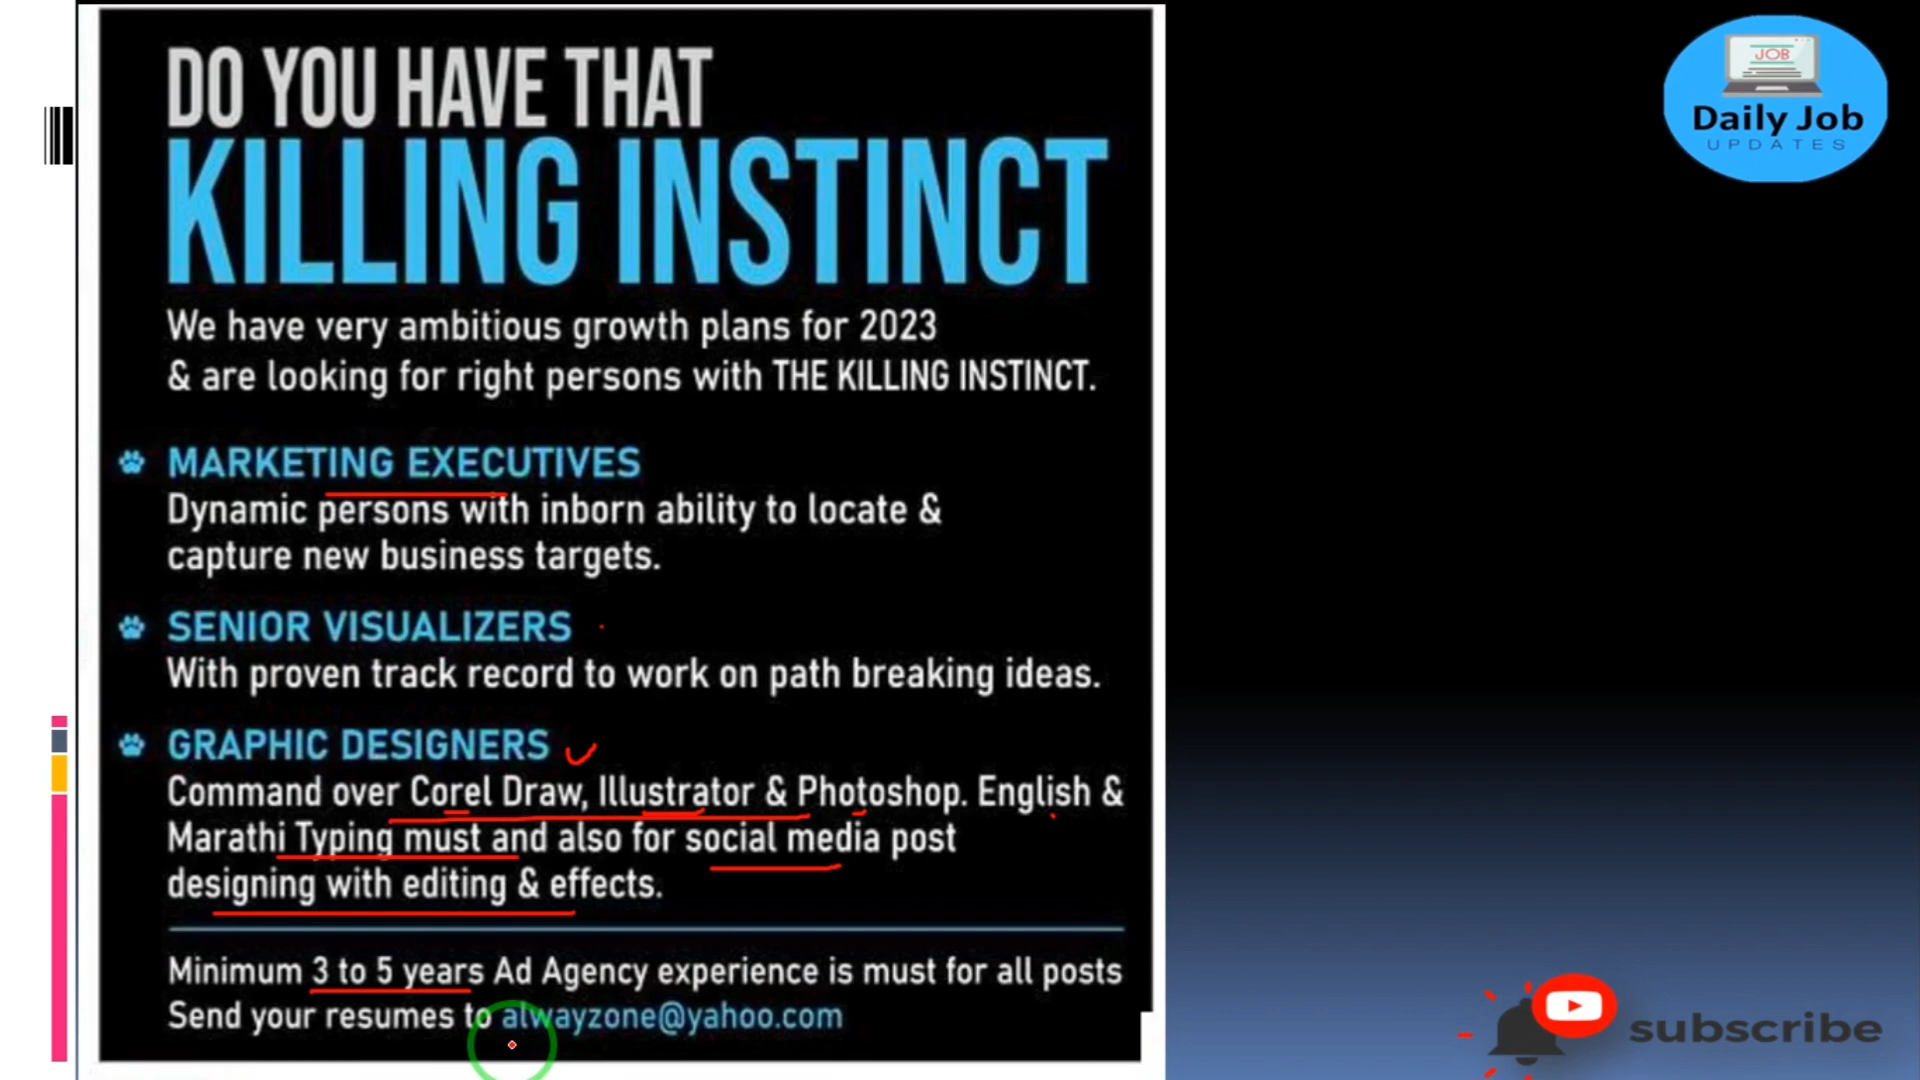 DO YOU HAVE THAT
KILLING INSTINCT
We have very ambitious growth plans for 2023
& are looking for right persons with THE KILLING INSTINCT.
MARKETING EXECUTIVES
Dynamic persons with inborn ability to locate &
capture new business targets.
SENIOR VISUALIZERS
With proven track record to work on path breaking ideas.
GRAPHIC DESIGNERS
Command over Corel Draw, Illustrator & Photoshop. English &
Marathi Typing must and also for social media post
designing with editing & effects.
Minimum 3 to 5 years Ad Agency experience is must for all posts
Send your resumes to alwayzone@yahoo.com
JOB
Daily Job
UPDATES
subscribe